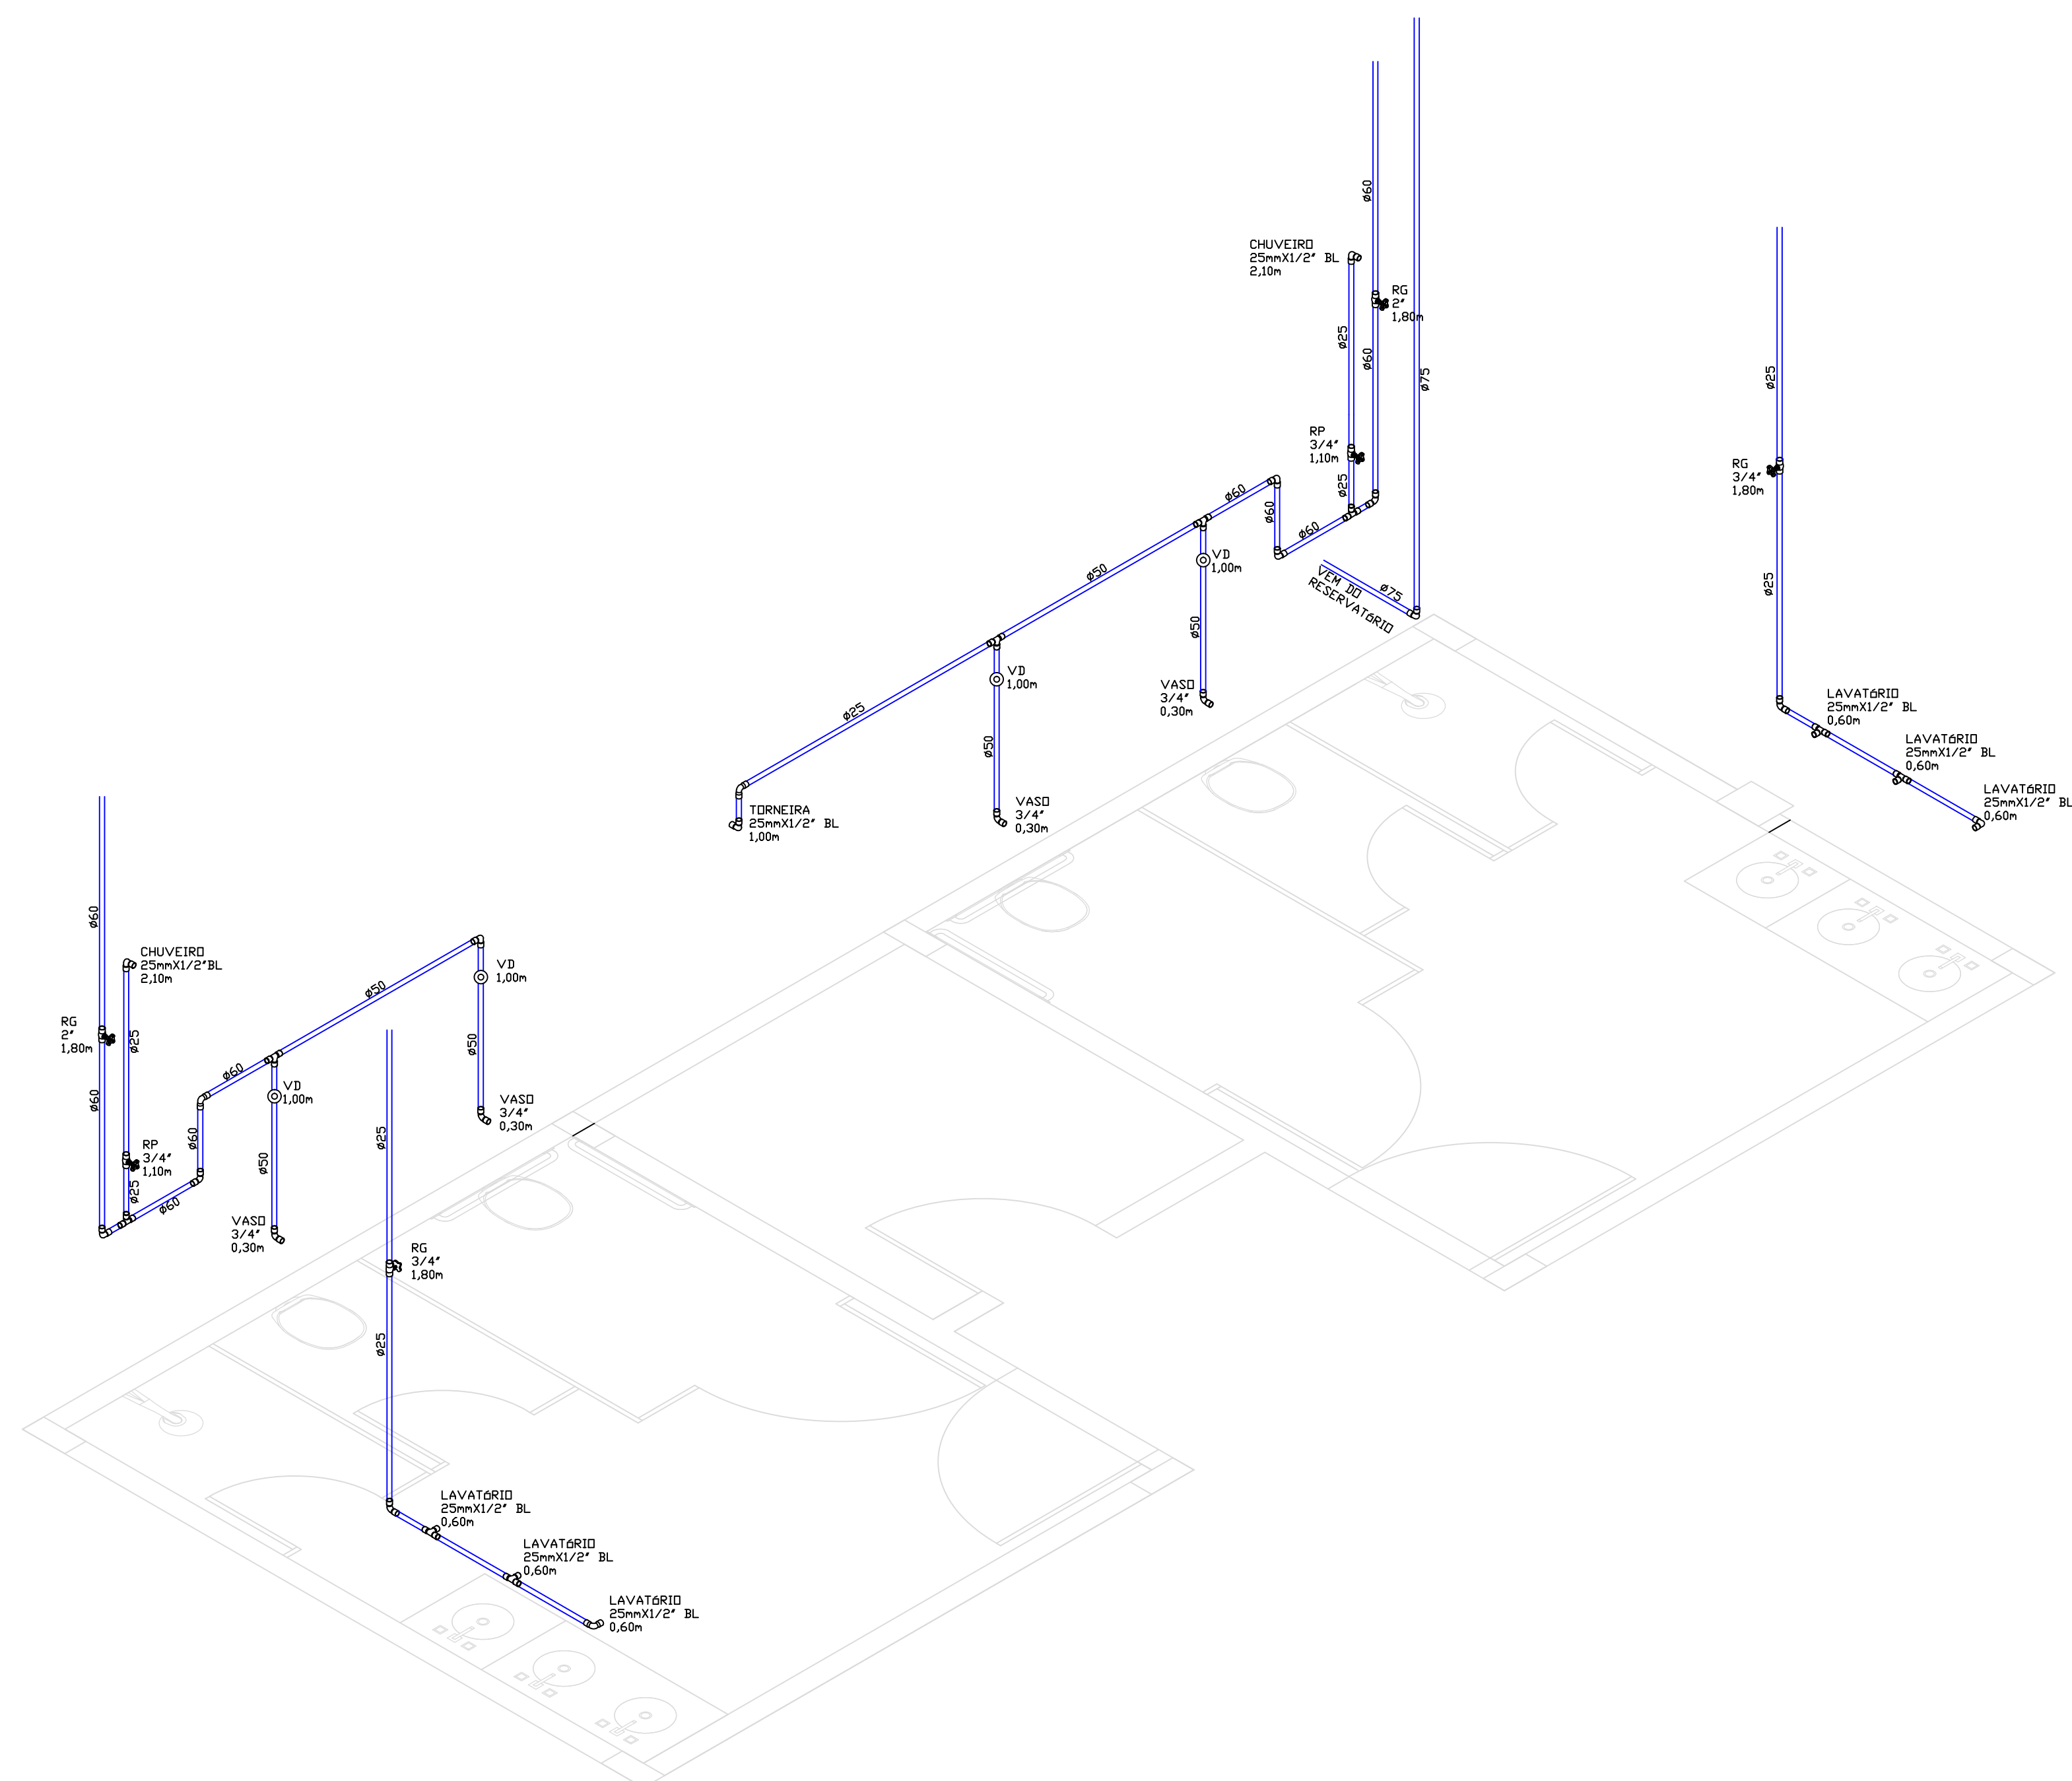 ø60
CHUVEIRO
25mmX1/2" BL
2,10m
RG
2"
1,80m
ø25
ø60
ø75
RP
3/4"
1,10m
ø25
ø60
ø60
ø60
VD
1,00m
ø50
ø50
VEM DO
RESERVATÓRIO
ø75
VASO
3/4"
0,30m
VD
1,00m
ø25
ø50
TORNEIRA
25mmX1/2" BL
1,00m
VASO
3/4"
0,30m
ø25
RG
3/4"
1,80m
ø25
LAVATÓRIO
25mmX1/2" BL
0,60m
LAVATÓRIO
25mmX1/2" BL
0,60m
LAVATÓRIO
25mmX1/2" BL
0,60m
ø60
CHUVEIRO
25mmX1/2"BL
2,10m
RG
2"
1,80m
ø25
ø60
RP
3/4"
1,10m
ø25
ø60
ø60
ø60
ø50
VD
1,00m
ø50
VASO
3/4"
0,30m
VD
1,00m
ø50
VASO
3/4"
0,30m
ø25
RG
3/4"
1,80m
ø25
LAVATÓRIO
25mmX1/2" BL
0,60m
LAVATÓRIO
25mmX1/2" BL
0,60m
LAVATÓRIO
25mmX1/2" BL
0,60m